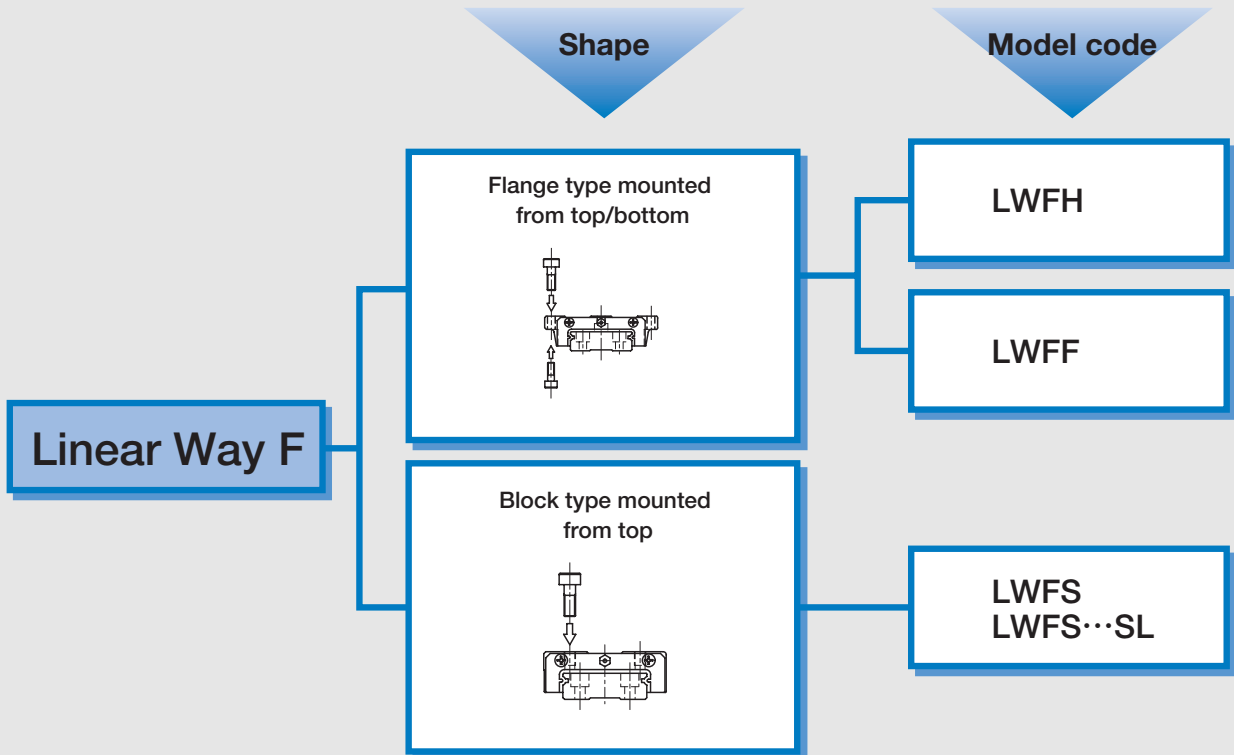 Shape
Model code
Flange type mounted
from top/bottom
LWFH
LWFF
Linear Way F
Block type mounted
from top
LWFS
LWFS⋯SL